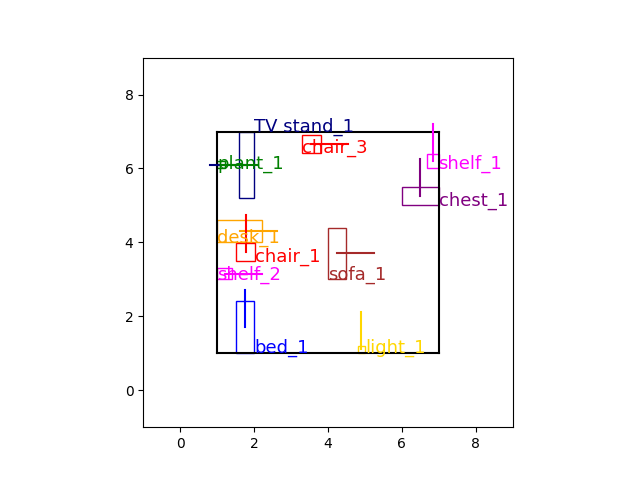 8
TV stand_1
chair_3
6
plant_1
shelf_1
chest_1
4
desk_1
chair_1
shelf_2
sofa_1
2
bed_1
light_1
0
0 2 4 6 8